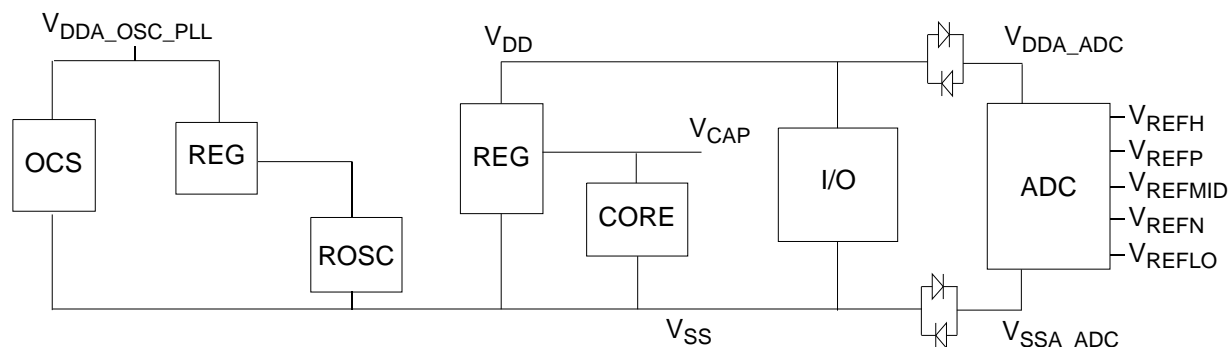 VDDA_OSC_PLL
VDD
VDDA_ADC
OCS
REG
ROSC
REG
VCAP
CORE
I/O
ADC
VREFH
VREFP
VREFMID
VREFN
VREFLO
VSS
VSSA_ADC